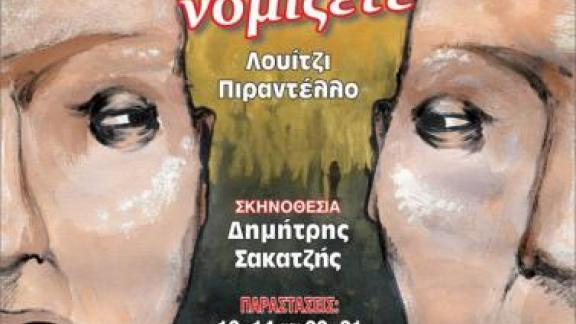 νομίζετε
Λουίτζι
Πιραντέλλο
ΣΚΗΝΟΘΕΣΙΑ
Δημήτρης
Σακατζής
ΠΑΡΑΣΤΑΣΕΙΣ: